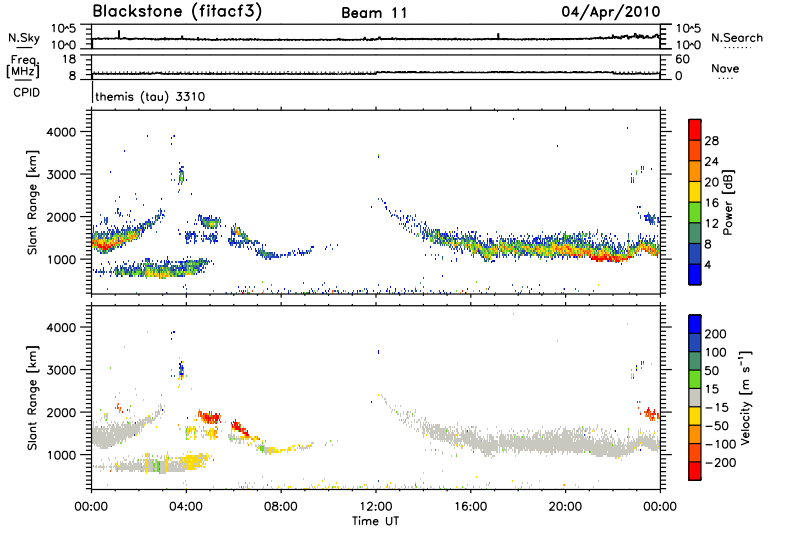 Blackstone (fitacf3) Beam 11 04/Apr/2010
N.Sky 10^5 10^0 10^5 10^0 N.Search
Freq. [MHz] 18 8 60 0 Nave
CPID themis (tau) 3310
Slant Range [km]
4000
3000
2000
1000
Power [dB]
28
24
20
16
12
8
4
Slant Range [km]
4000
3000
2000
1000
Velocity [m s⁻¹]
200
100
50
15
-15
-50
-100
-200
00:00 04:00 08:00 12:00 16:00 20:00 00:00
Time UT